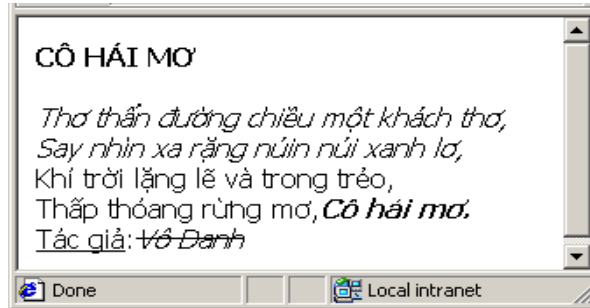 CÔ HÁI MƠ
Thơ thẩn đường chiều một khách thơ,
Say nhìn xa rặng núin núi xanh lơ,
Khí trời lặng lẽ và trong trẻo,
Thấp thóang rừng mơ,Cô hái mơ.
Tác giả: Vô Danh
Done
Local intranet